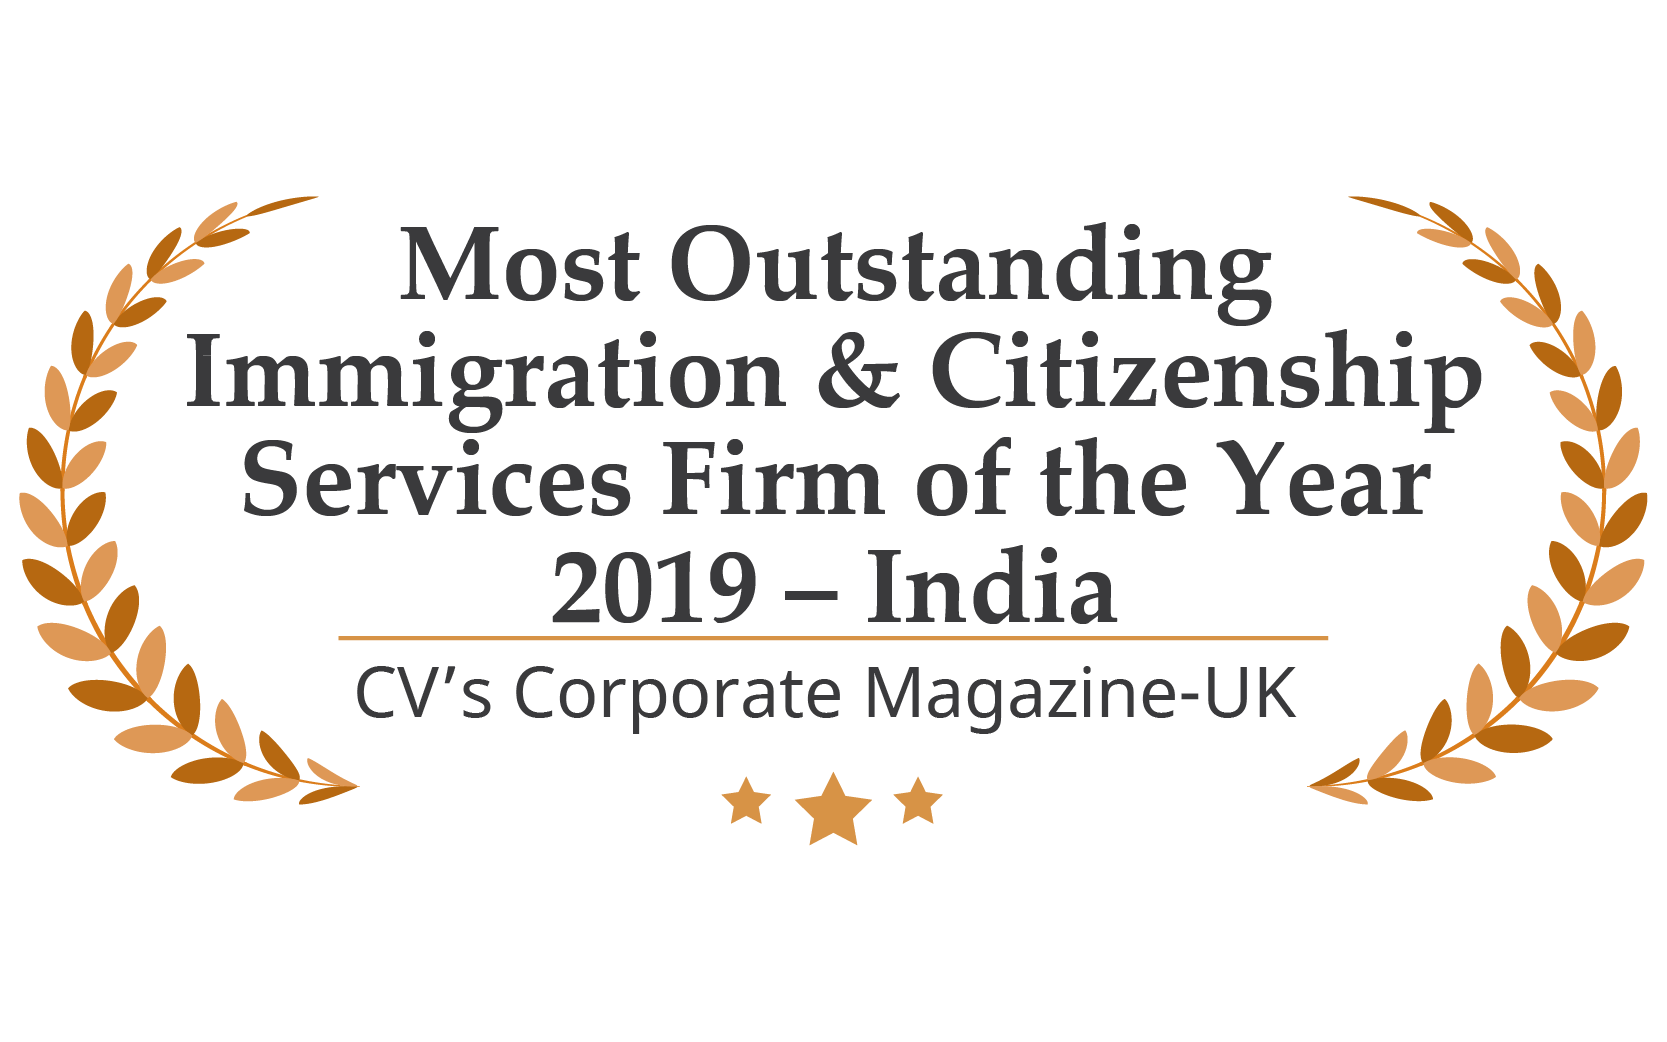 Most Outstanding
Immigration & Citizenship
Services Firm of the Year
2019 – India
CV’s Corporate Magazine-UK